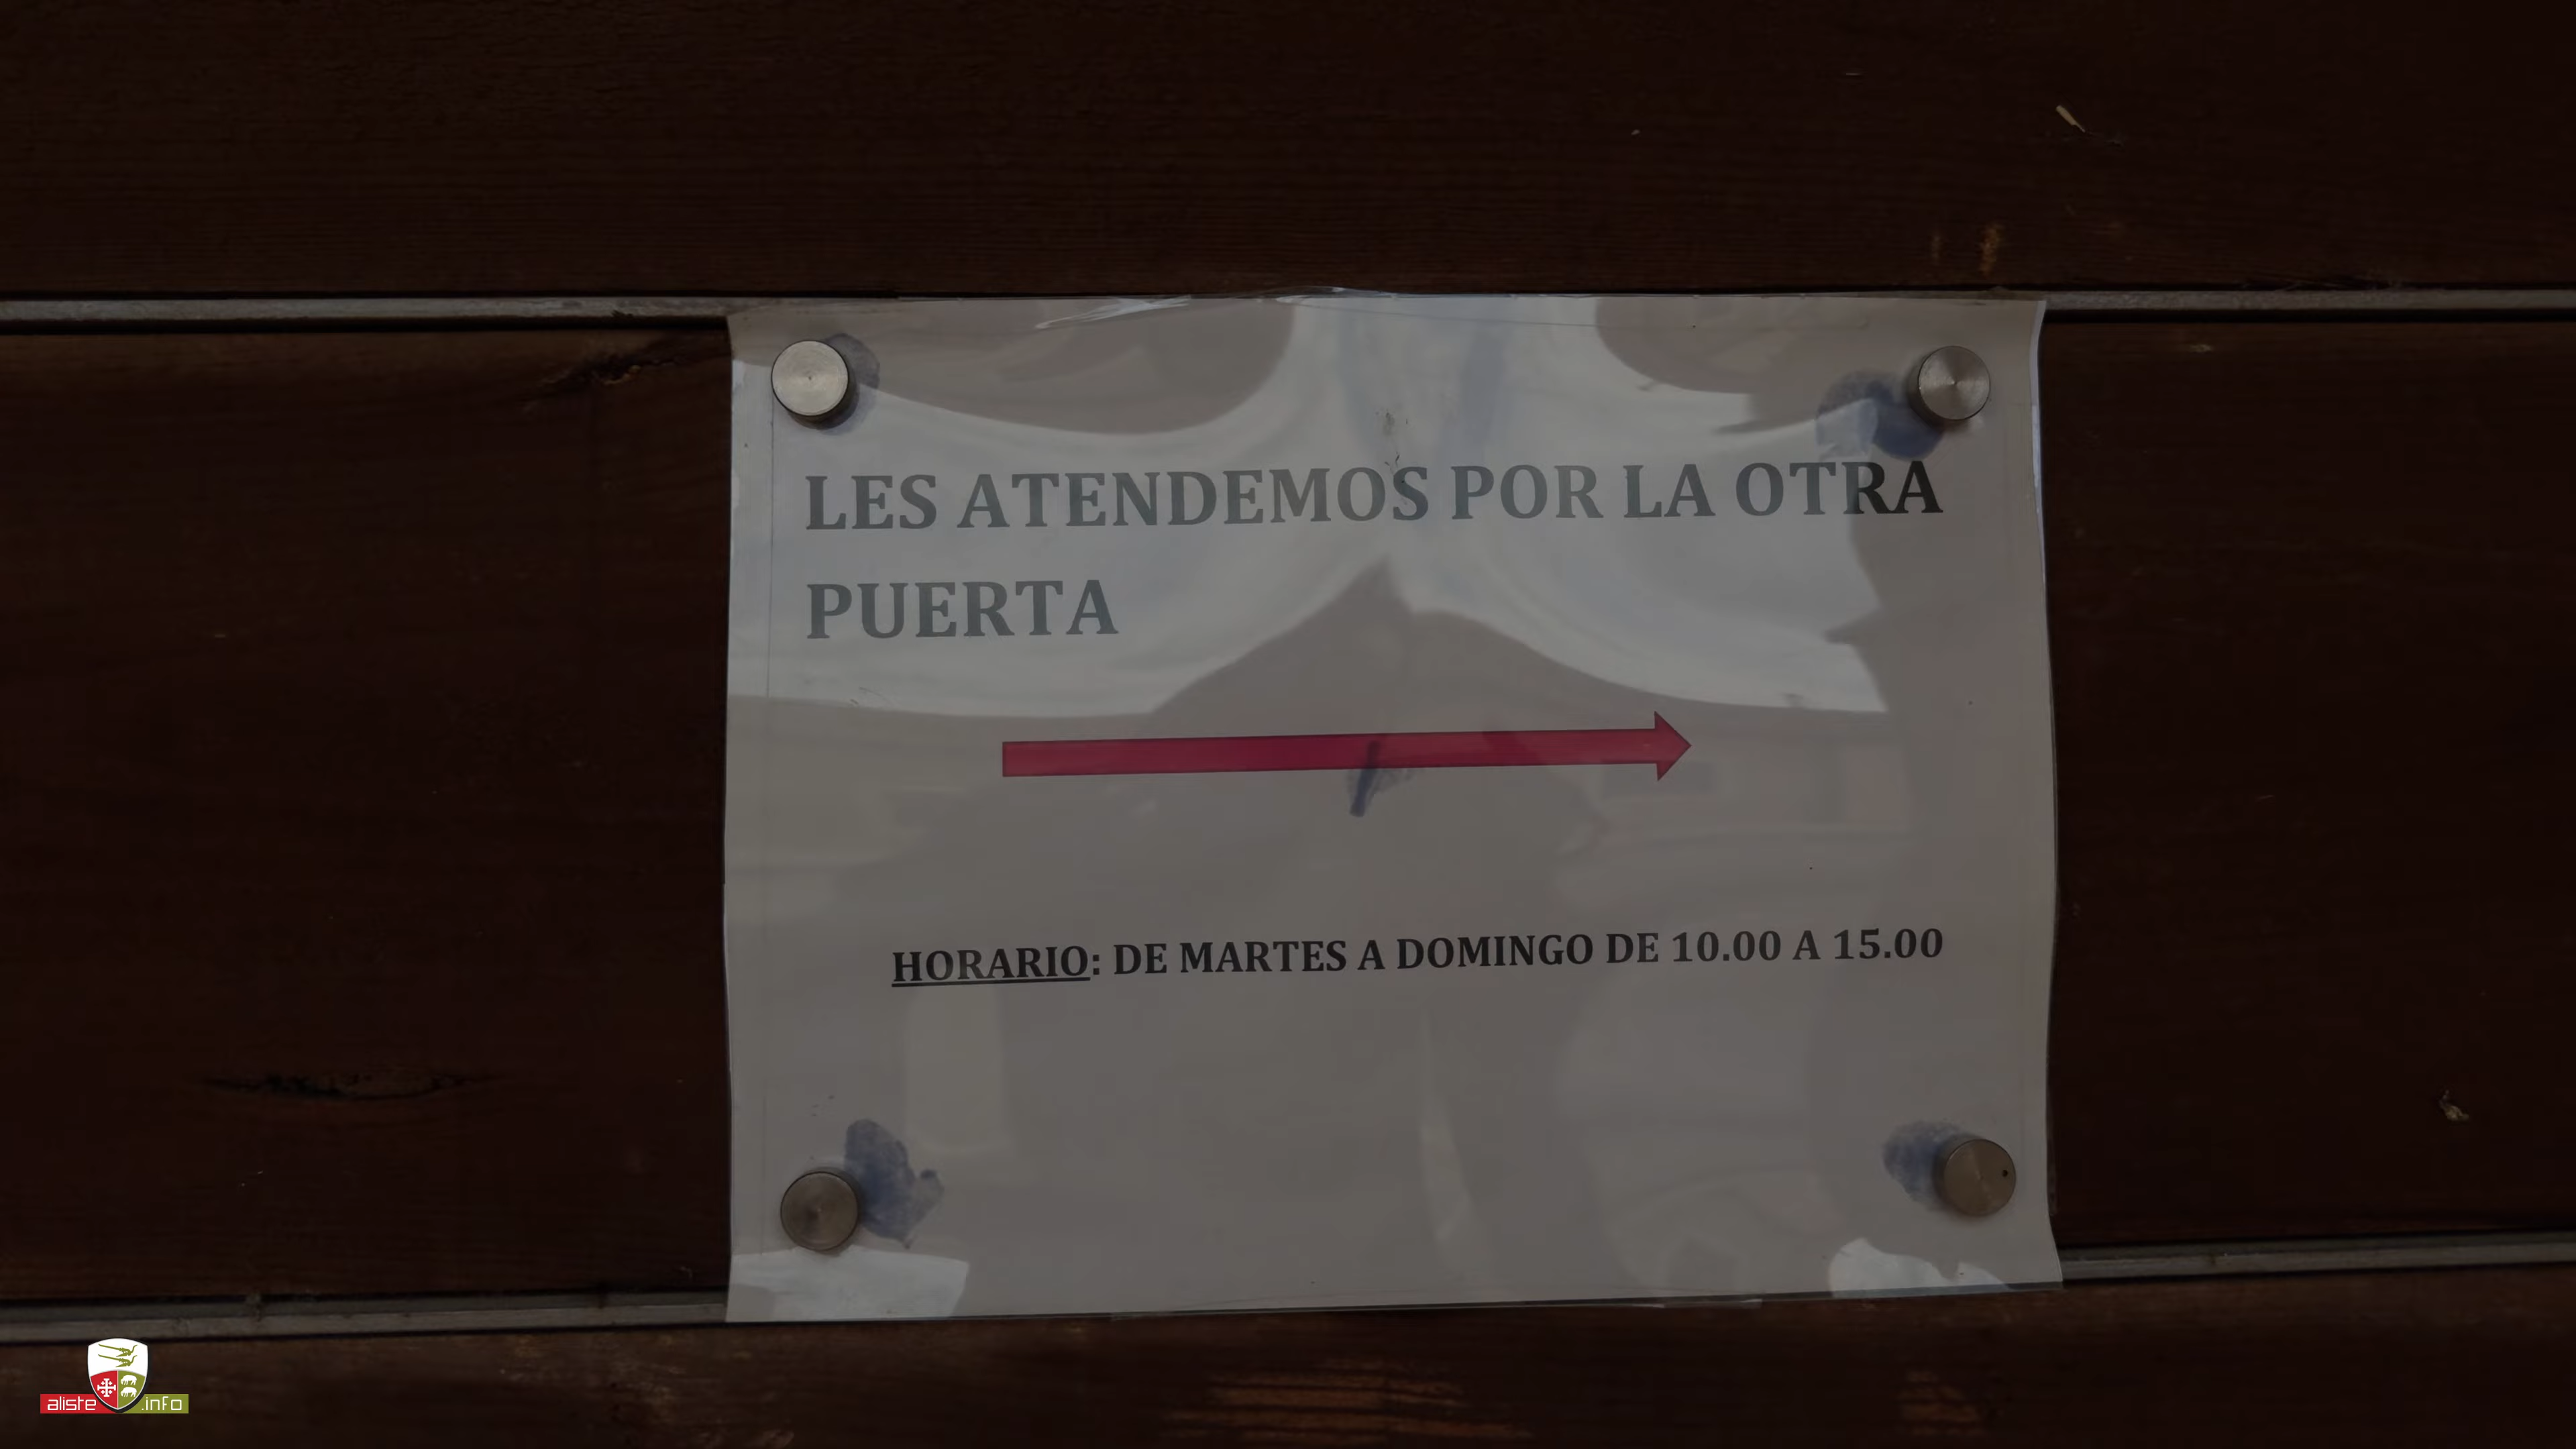 LES ATENDEMOS POR LA OTRA
PUERTA
HORARIO: DE MARTES A DOMINGO DE 10.00 A 15.00
aliste.info